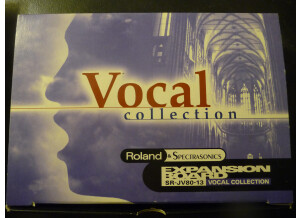 Vocal
collection
Roland SPECTRASONICS
EXPANSION
BOARD
SR-JV80-13 VOCAL COLLECTION